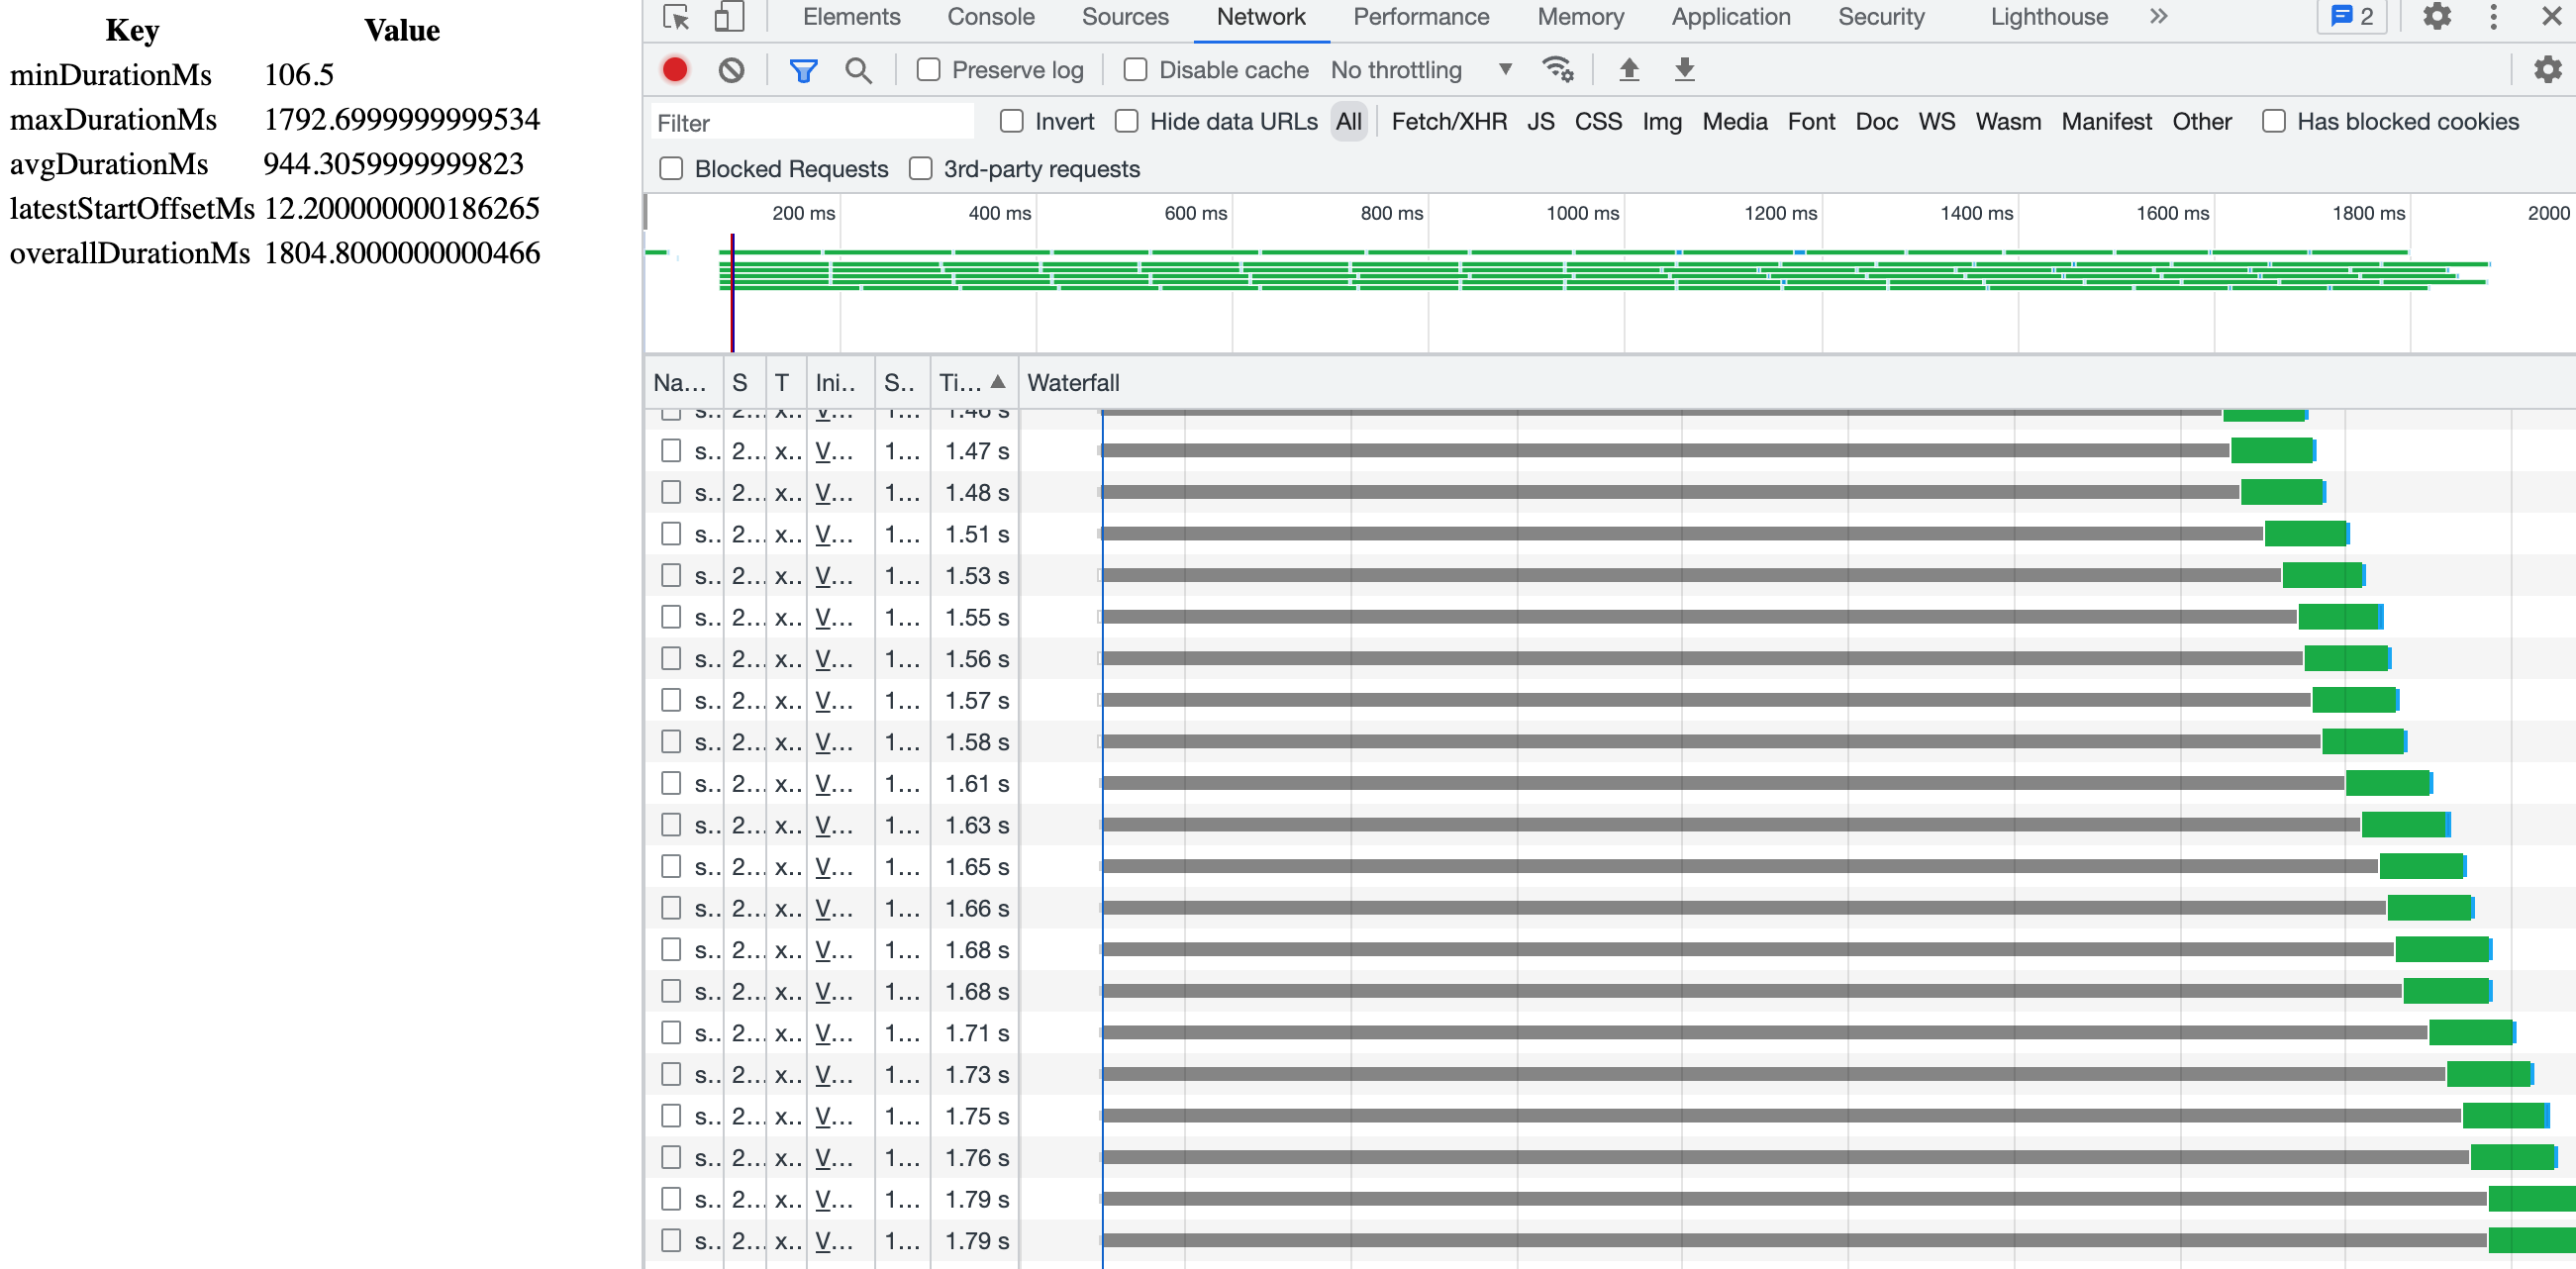 Key Value
minDurationMs 106.5
maxDurationMs 1792.6999999999534
avgDurationMs 944.3059999999823
latestStartOffsetMs 12.200000000186265
overallDurationMs 1804.8000000000466
Elements Console Sources Network Performance Memory Application Security Lighthouse » 2
Preserve log Disable cache No throttling
Filter Invert Hide data URLs All Fetch/XHR JS CSS Img Media Font Doc WS Wasm Manifest Other Has blocked cookies
Blocked Requests 3rd-party requests
200 ms 400 ms 600 ms 800 ms 1000 ms 1200 ms 1400 ms 1600 ms 1800 ms 2000
Na... S T Ini.. S.. Ti... Waterfall
s.. 2... x.. V... 1... 1.46 s
s.. 2... x.. V... 1... 1.47 s
s.. 2... x.. V... 1... 1.48 s
s.. 2... x.. V... 1... 1.51 s
s.. 2... x.. V... 1... 1.53 s
s.. 2... x.. V... 1... 1.55 s
s.. 2... x.. V... 1... 1.56 s
s.. 2... x.. V... 1... 1.57 s
s.. 2... x.. V... 1... 1.58 s
s.. 2... x.. V... 1... 1.61 s
s.. 2... x.. V... 1... 1.63 s
s.. 2... x.. V... 1... 1.65 s
s.. 2... x.. V... 1... 1.66 s
s.. 2... x.. V... 1... 1.68 s
s.. 2... x.. V... 1... 1.68 s
s.. 2... x.. V... 1... 1.71 s
s.. 2... x.. V... 1... 1.73 s
s.. 2... x.. V... 1... 1.75 s
s.. 2... x.. V... 1... 1.76 s
s.. 2... x.. V... 1... 1.79 s
s.. 2... x.. V... 1... 1.79 s